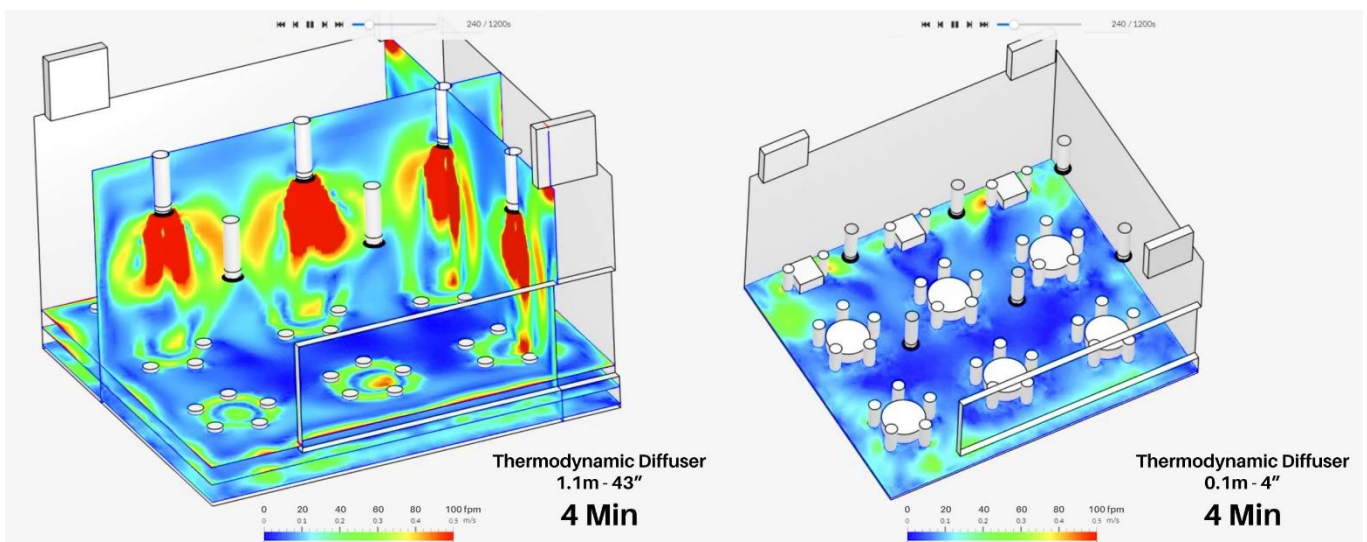 240 / 1200s
240 / 1200s
Thermodynamic Diffuser
1.1m - 43”
4 Min
0 20 40 60 80 100 fpm
0 0.1 0.2 0.3 0.4 0.5 m/s
Thermodynamic Diffuser
0.1m - 4”
4 Min
0 20 40 60 80 100 fpm
0 0.1 0.2 0.3 0.4 0.5 m/s